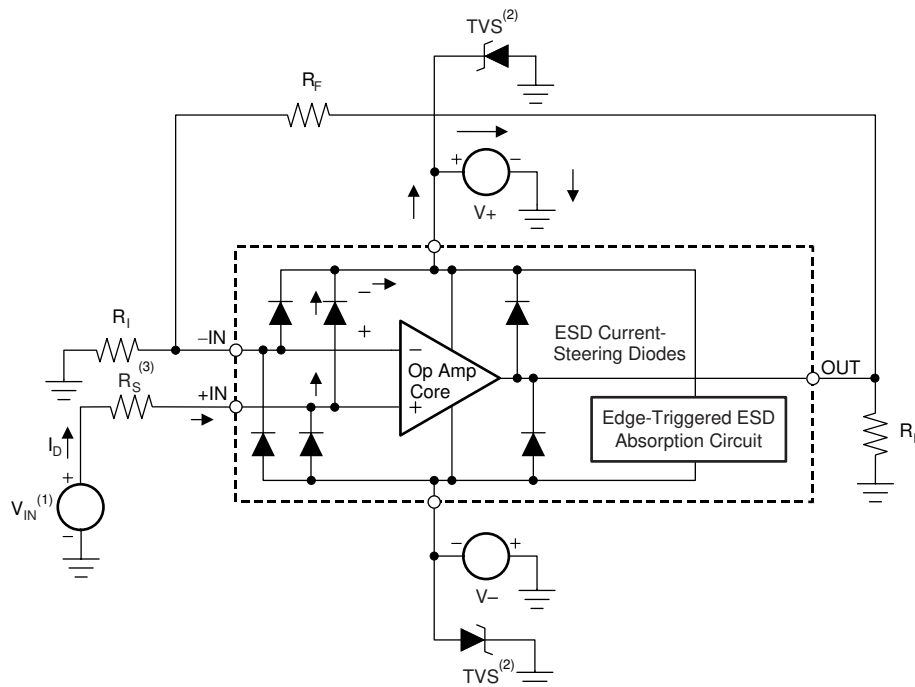 TVS(2)
RF
+ −
V+
RI
−IN
−
+
−
Op Amp
Core
+
ESD Current-
Steering Diodes
OUT
RS(3)
+IN
Edge-Triggered ESD
Absorption Circuit
ID
+
VIN(1)
−
− +
V−
TVS(2)